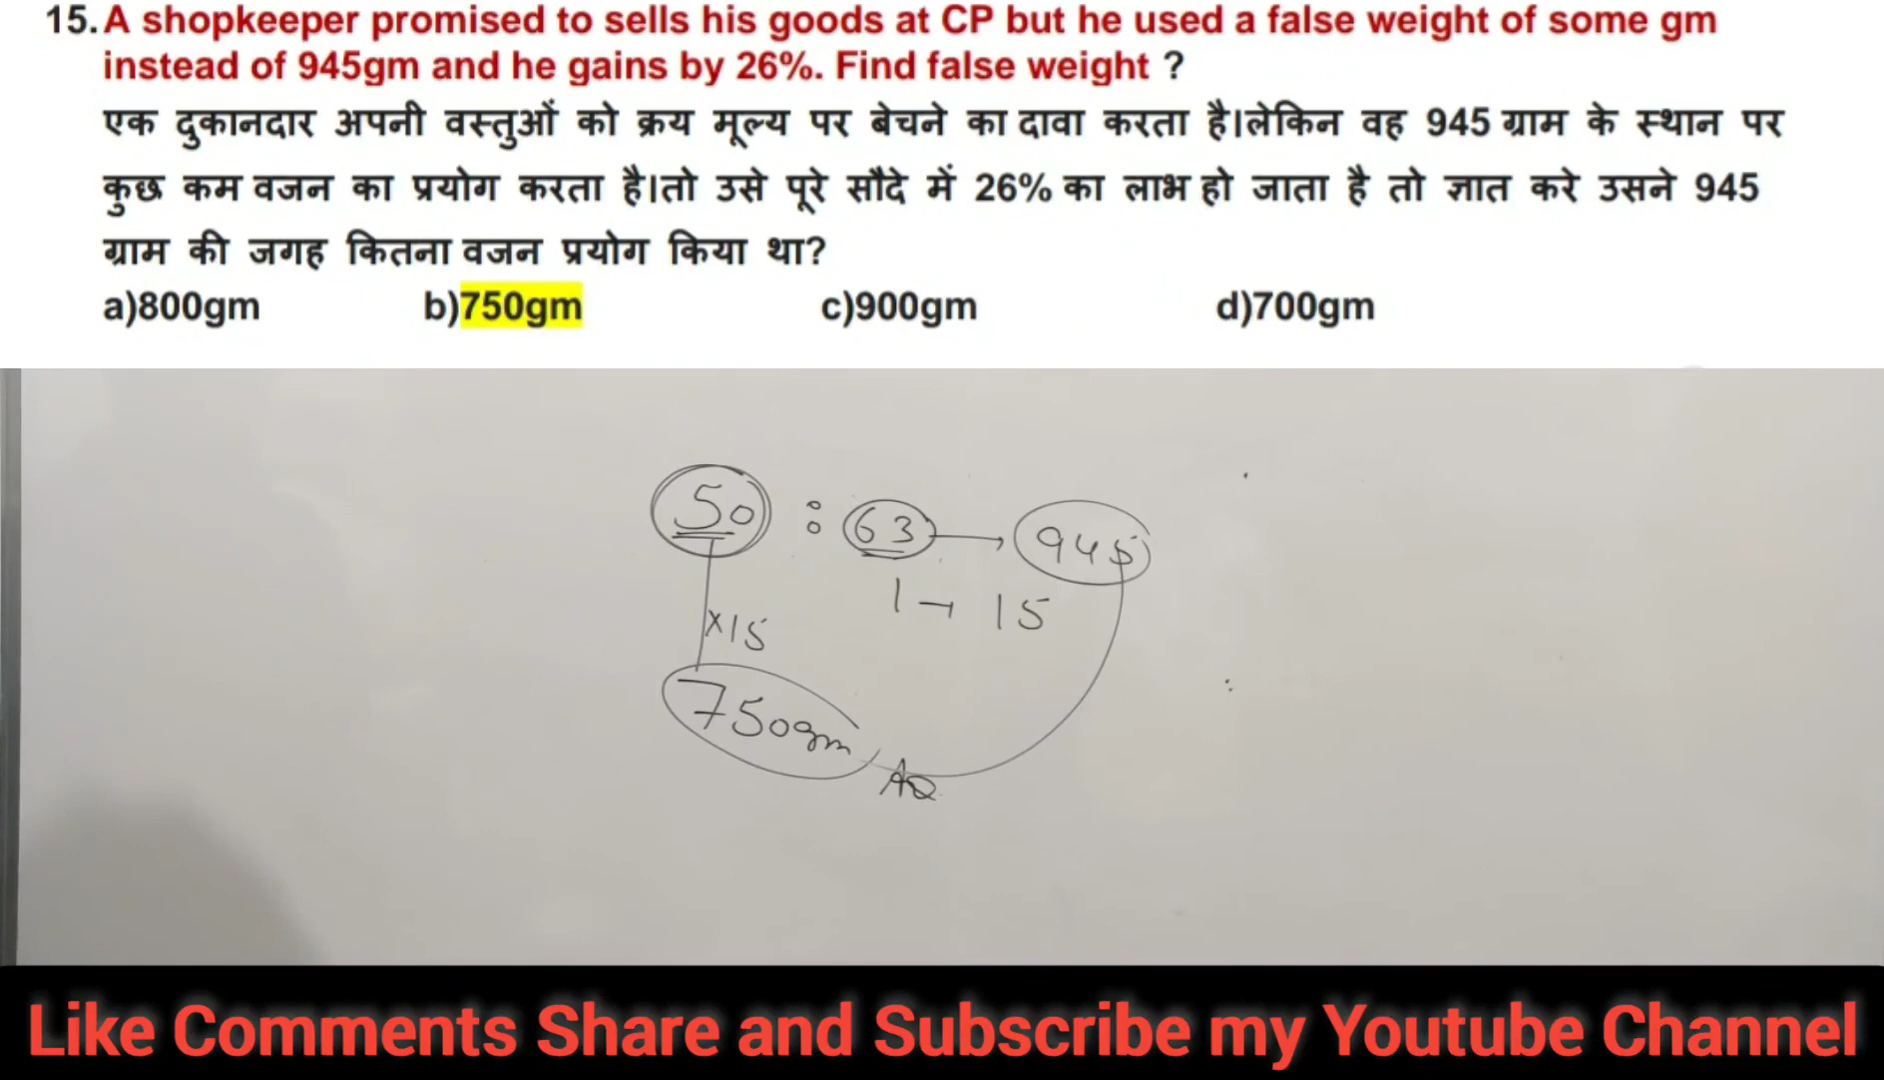 15. A shopkeeper promised to sells his goods at CP but he used a false weight of some gm
instead of 945gm and he gains by 26%. Find false weight ?
एक दुकानदार अपनी वस्तुओं को क्रय मूल्य पर बेचने का दावा करता है।लेकिन वह 945 ग्राम के स्थान पर
कुछ कम वजन का प्रयोग करता है।तो उसे पूरे सौदे में 26% का लाभ हो जाता है तो ज्ञात करे उसने 945
ग्राम की जगह कितना वजन प्रयोग किया था?
a)800gm b)750gm c)900gm d)700gm
50 : 63 → 945
1 → 15
×15
750gm
Like Comments Share and Subscribe my Youtube Channel